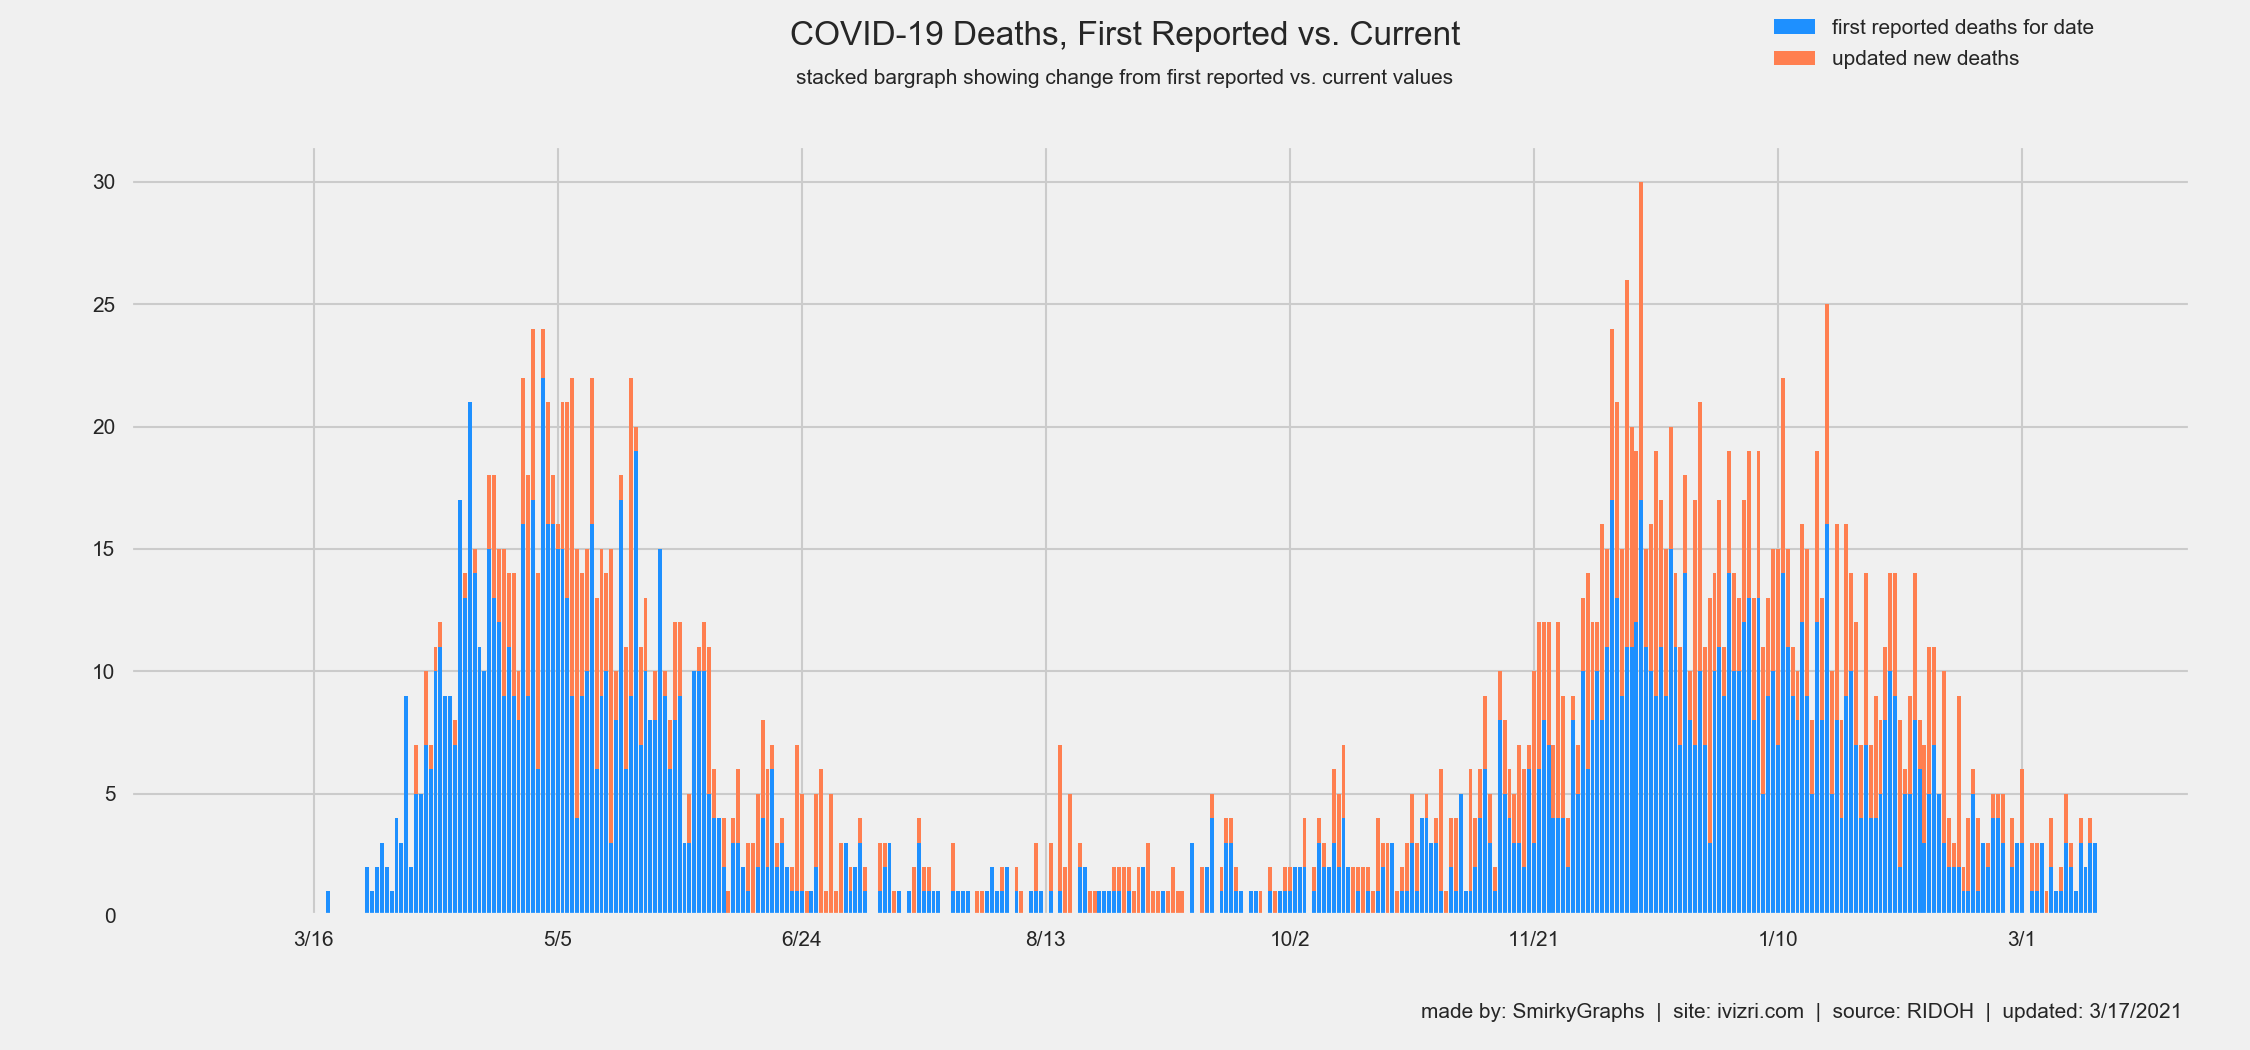 COVID-19 Deaths, First Reported vs. Current
stacked bargraph showing change from first reported vs. current values
first reported deaths for date
updated new deaths
30
25
20
15
10
5
0
3/16 5/5 6/24 8/13 10/2 11/21 1/10 3/1
made by: SmirkyGraphs | site: ivizri.com | source: RIDOH | updated: 3/17/2021